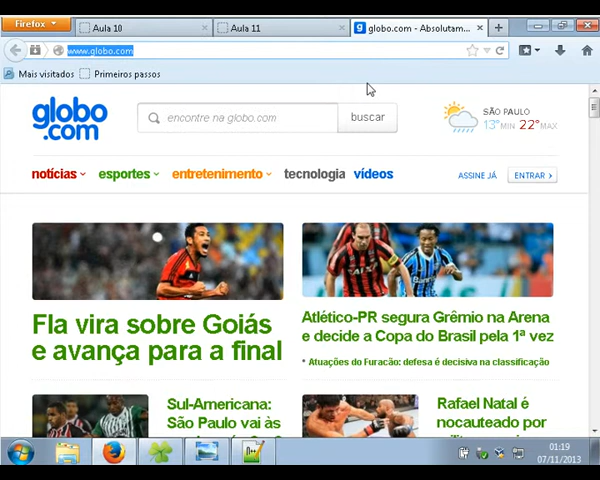 Firefox
Aula 10
Aula 11
globo.com - Absolutam...
www.globo.com
Mais visitados
Primeiros passos
globo
.com
encontre na globo.com
buscar
SÃO PAULO
13° MIN 22° MAX
notícias
esportes
entretenimento
tecnologia
vídeos
ASSINE JÁ
ENTRAR
Fla vira sobre Goiás
e avança para a final
Atlético-PR segura Grêmio na Arena
e decide a Copa do Brasil pela 1ª vez
* Atuações do Furacão: defesa é decisiva na classificação
Sul-Americana:
São Paulo vai às
Rafael Natal é
nocauteado por
01:19
07/11/2013